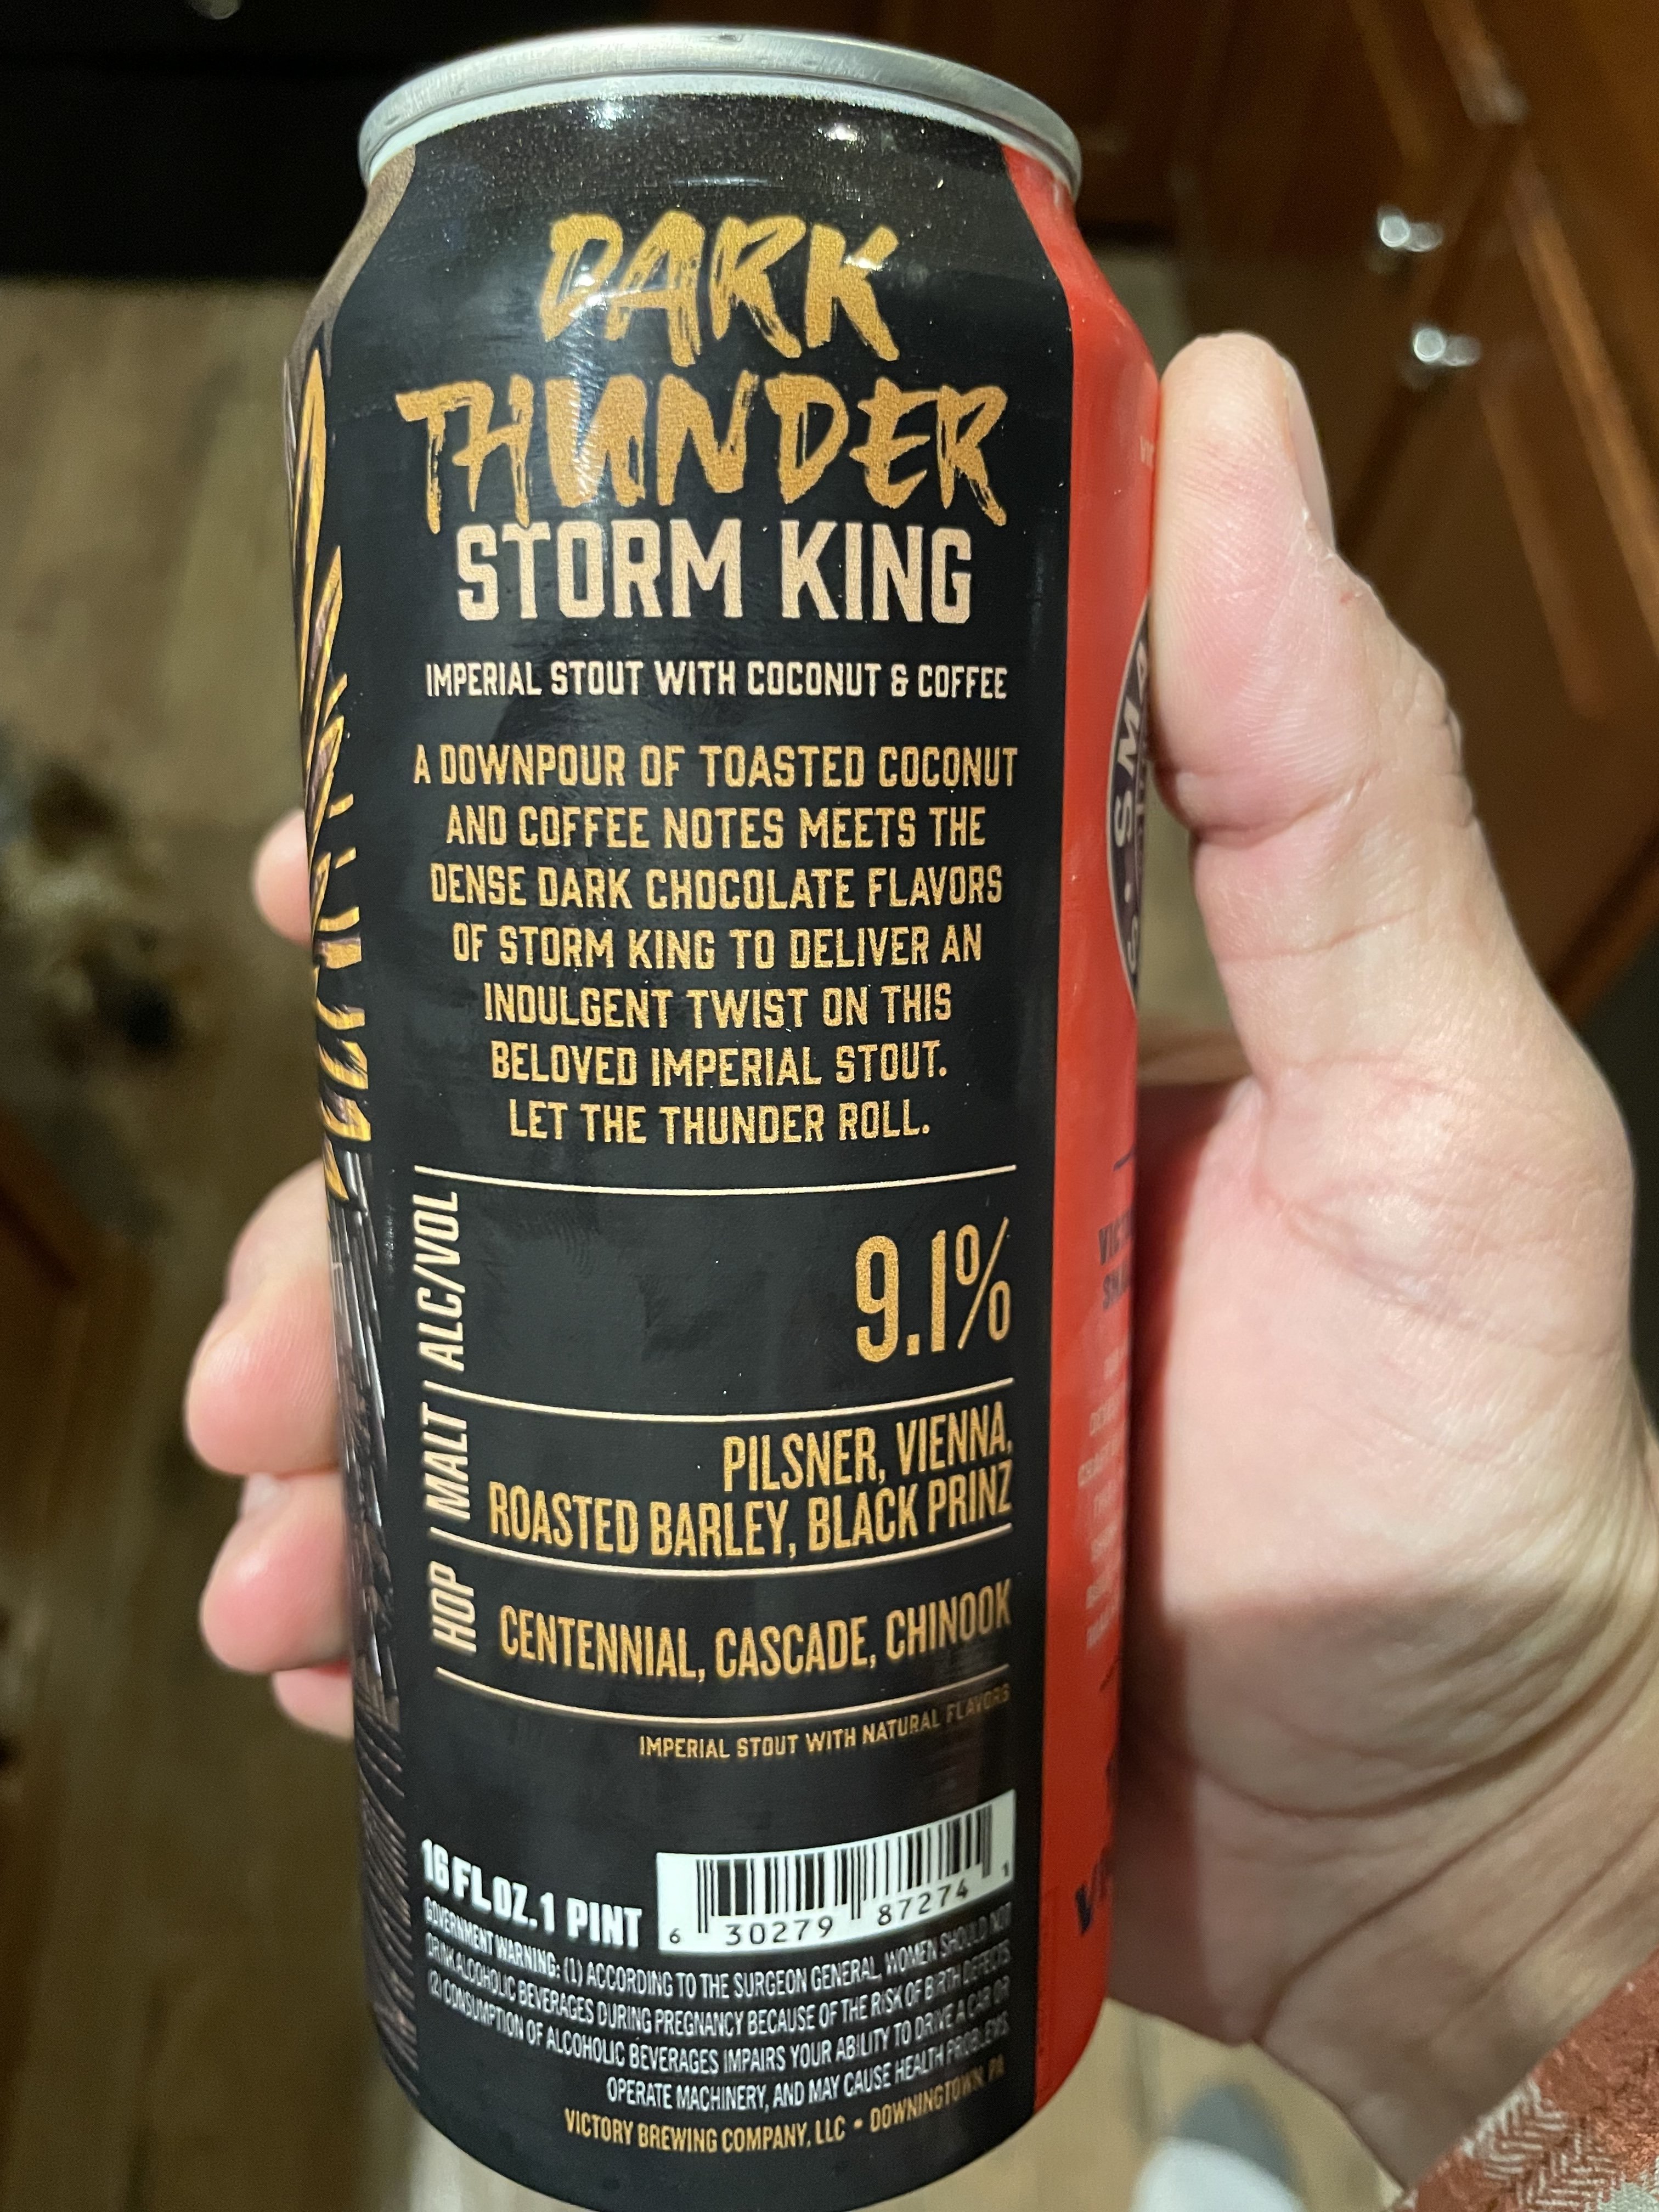 DARK
THUNDER
STORM KING
IMPERIAL STOUT WITH COCONUT & COFFEE
A DOWNPOUR OF TOASTED COCONUT
AND COFFEE NOTES MEETS THE
DENSE DARK CHOCOLATE FLAVORS
OF STORM KING TO DELIVER AN
INDULGENT TWIST ON THIS
BELOVED IMPERIAL STOUT.
LET THE THUNDER ROLL.
ALC/VOL
9.1%
MALT
PILSNER, VIENNA,
ROASTED BARLEY, BLACK PRINZ
HOP
CENTENNIAL, CASCADE, CHINOOK
IMPERIAL STOUT WITH NATURAL FLAVORS
16 FL.OZ. 1 PINT
6 30279 87274 1
GOVERNMENT WARNING: (1) ACCORDING TO THE SURGEON GENERAL, WOMEN SHOULD NOT
DRINK ALCOHOLIC BEVERAGES DURING PREGNANCY BECAUSE OF THE RISK OF BIRTH DEFECTS.
(2) CONSUMPTION OF ALCOHOLIC BEVERAGES IMPAIRS YOUR ABILITY TO DRIVE A CAR OR
OPERATE MACHINERY, AND MAY CAUSE HEALTH PROBLEMS.
VICTORY BREWING COMPANY, LLC • DOWNINGTOWN, PA